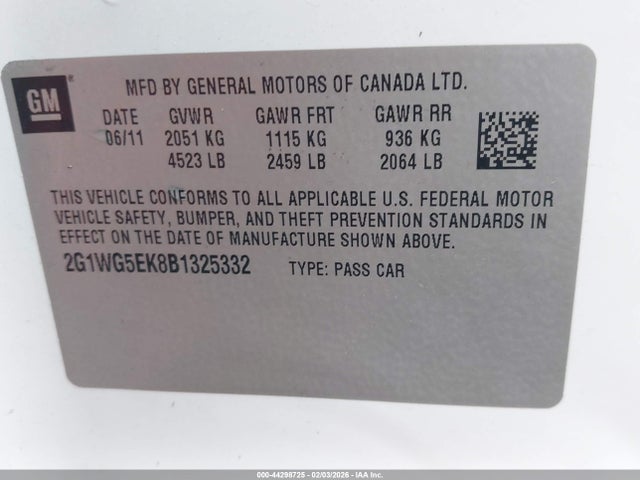 GM®
MFD BY GENERAL MOTORS OF CANADA LTD.
DATE GVWR GAWR FRT GAWR RR
06/11 2051 KG 1115 KG 936 KG
4523 LB 2459 LB 2064 LB
THIS VEHICLE CONFORMS TO ALL APPLICABLE U.S. FEDERAL MOTOR
VEHICLE SAFETY, BUMPER, AND THEFT PREVENTION STANDARDS IN
EFFECT ON THE DATE OF MANUFACTURE SHOWN ABOVE.
2G1WG5EK8B1325332 TYPE: PASS CAR
000-44298725 - 02/03/2026 - IAA Inc.